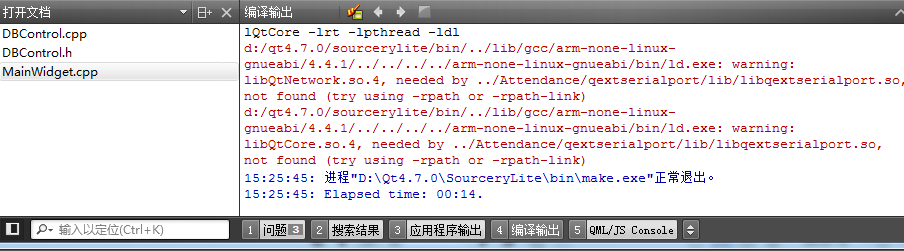 打开文档
编译输出
DBControl.cpp
DBControl.h
MainWidget.cpp
lQtCore -lrt -lpthread -ldl
d:/qt4.7.0/sourcerylite/bin/../lib/gcc/arm-none-linux-
gnueabi/4.4.1/../../../../arm-none-linux-gnueabi/bin/ld.exe: warning:
libQtNetwork.so.4, needed by ../Attendance/qextserialport/lib/libqextserialport.so,
not found (try using -rpath or -rpath-link)
d:/qt4.7.0/sourcerylite/bin/../lib/gcc/arm-none-linux-
gnueabi/4.4.1/../../../../arm-none-linux-gnueabi/bin/ld.exe: warning:
libQtCore.so.4, needed by ../Attendance/qextserialport/lib/libqextserialport.so,
not found (try using -rpath or -rpath-link)
15:25:45: 进程"D:\Qt4.7.0\SourceryLite\bin\make.exe"正常退出。
15:25:45: Elapsed time: 00:14.
输入以定位(Ctrl+K) 1 问题 3 2 搜索结果 3 应用程序输出 4 编译输出 5 QML/JS Console